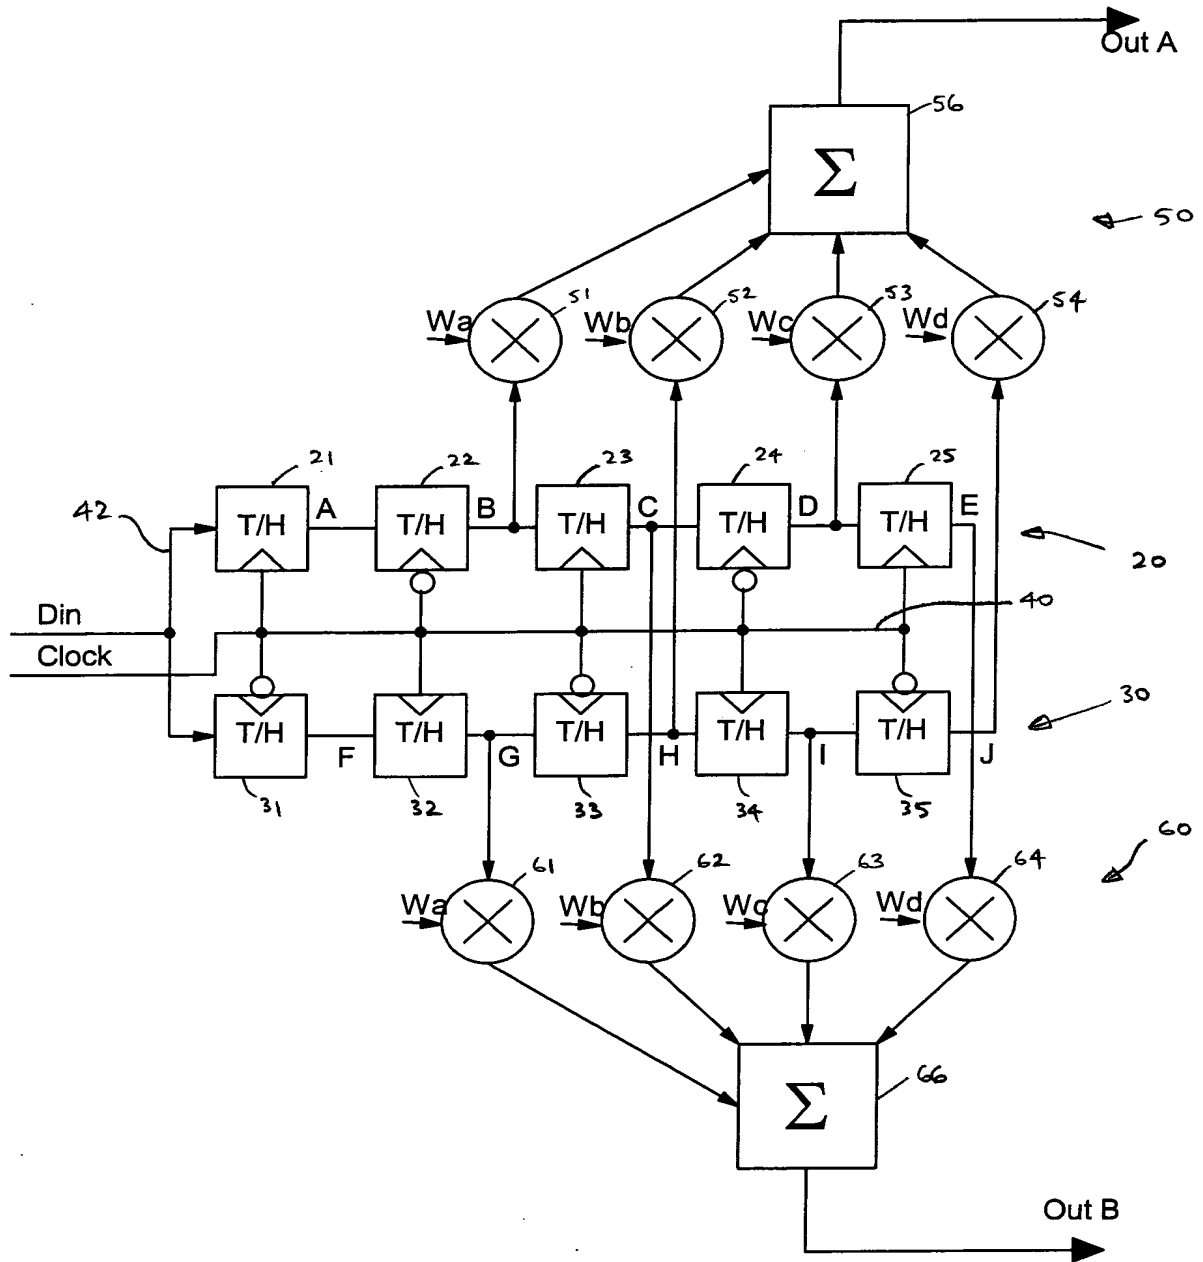 Out A
56
Σ
50
51
52
53
54
Wa
Wb
Wc
Wd
21
22
23
24
25
42
T/H
A
T/H
B
T/H
C
T/H
D
T/H
E
20
Din
40
Clock
30
T/H
F
T/H
G
T/H
H
T/H
I
T/H
J
31
32
33
34
35
60
61
62
63
64
Wa
Wb
Wc
Wd
Σ
66
Out B